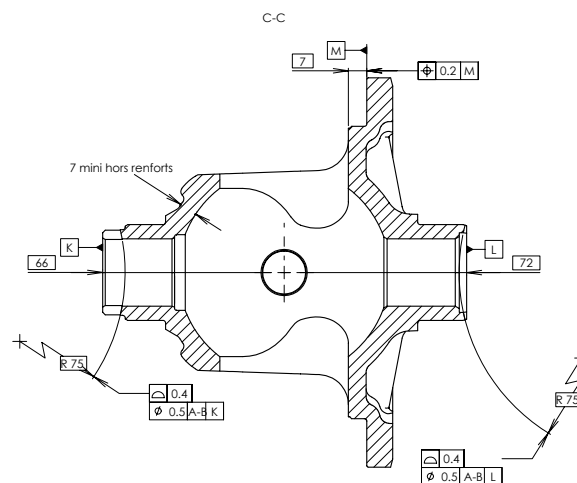 C-C
M
7
⌖ 0.2 M
7 mini hors renforts
K
L
66
72
R 75
R 75
⌓ 0.4
ϕ 0.5 A-B K
⌓ 0.4
ϕ 0.5 A-B L